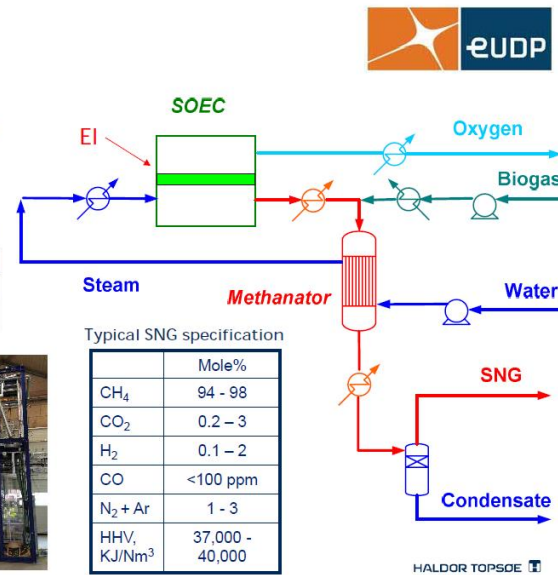 eUDP
SOEC
El
Oxygen
Biogas
Steam
Methanator
Water
Typical SNG specification
Mole%
CH₄ 94 - 98
CO₂ 0.2 – 3
H₂ 0.1 – 2
CO <100 ppm
N₂ + Ar 1 - 3
HHV, 37,000 -
KJ/Nm³ 40,000
SNG
Condensate
HALDOR TOPSØE